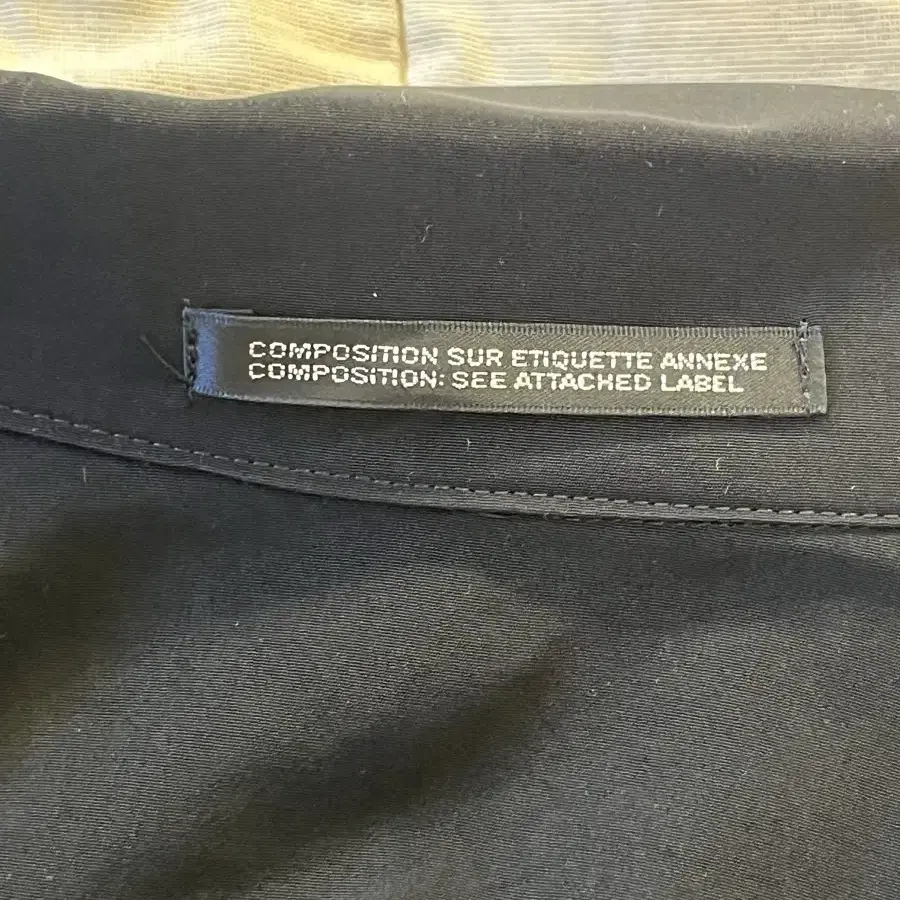 COMPOSITION SUR ETIQUETTE ANNEXE
COMPOSITION: SEE ATTACHED LABEL